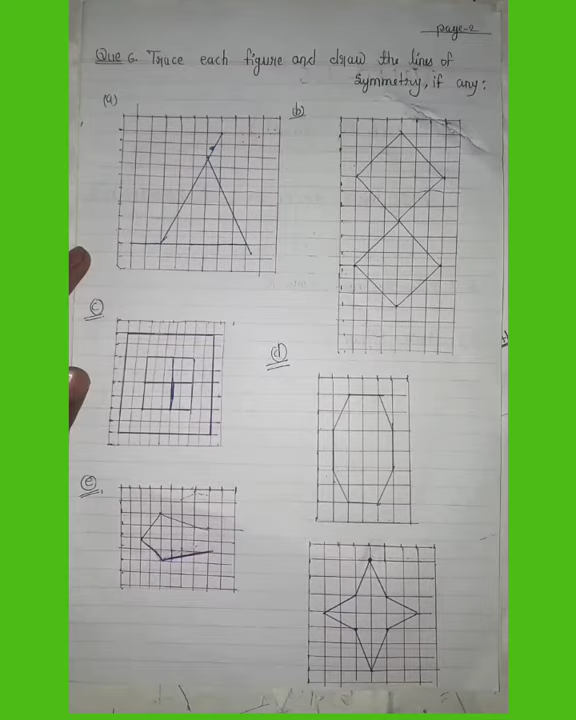 page-2
Que 6. Trace each figure and draw the lines of
symmetry, if any:
(a)
(b)
(c)
(d)
(e)